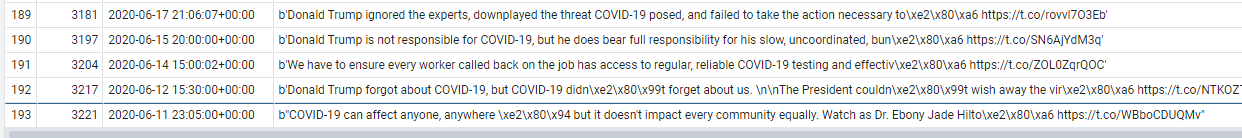 189 3181 2020-06-17 21:06:07+00:00 b'Donald Trump ignored the experts, downplayed the threat COVID-19 posed, and failed to take the action necessary to\xe2\x80\xa6 https://t.co/rovvl7O3Eb'
190 3197 2020-06-15 20:00:00+00:00 b'Donald Trump is not responsible for COVID-19, but he does bear full responsibility for his slow, uncoordinated, bun\xe2\x80\xa6 https://t.co/SN6AjYdM3q'
191 3204 2020-06-14 15:00:02+00:00 b'We have to ensure every worker called back on the job has access to regular, reliable COVID-19 testing and effectiv\xe2\x80\xa6 https://t.co/ZOL0ZqrQOC'
192 3217 2020-06-12 15:30:00+00:00 b'Donald Trump forgot about COVID-19, but COVID-19 didn\xe2\x80\x99t forget about us. \n\nThe President couldn\xe2\x80\x99t wish away the vir\xe2\x80\xa6 https://t.co/NTKOZ
193 3221 2020-06-11 23:05:00+00:00 b"COVID-19 can affect anyone, anywhere \xe2\x80\x94 but it doesn't impact every community equally. Watch as Dr. Ebony Jade Hilto\xe2\x80\xa6 https://t.co/WBboCDUQMv"